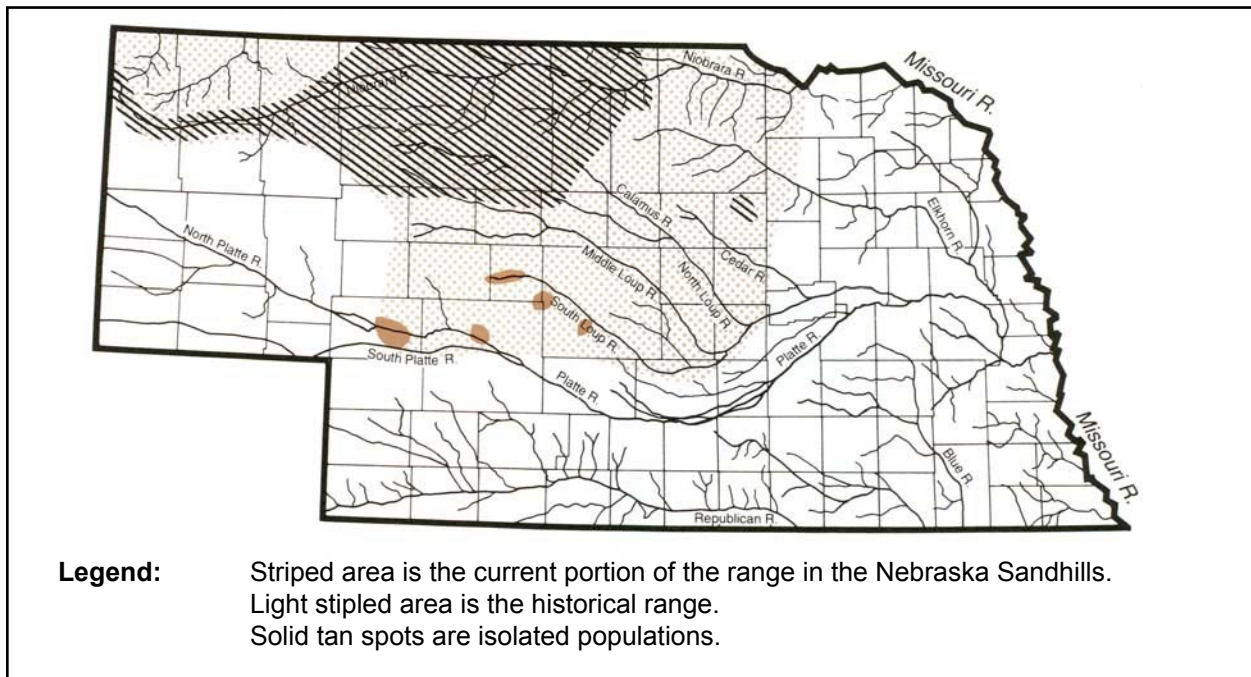 Missouri R.
Niobrara R.
Niobrara R.
Calamus R.
Elkhorn R.
North Platte R.
Middle Loup R.
North Loup R.
Cedar R.
South Loup R.
South Platte R.
Platte R.
Platte R.
Missouri R.
Blue R.
Republican R.
Legend:
Striped area is the current portion of the range in the Nebraska Sandhills.
Light stipled area is the historical range.
Solid tan spots are isolated populations.